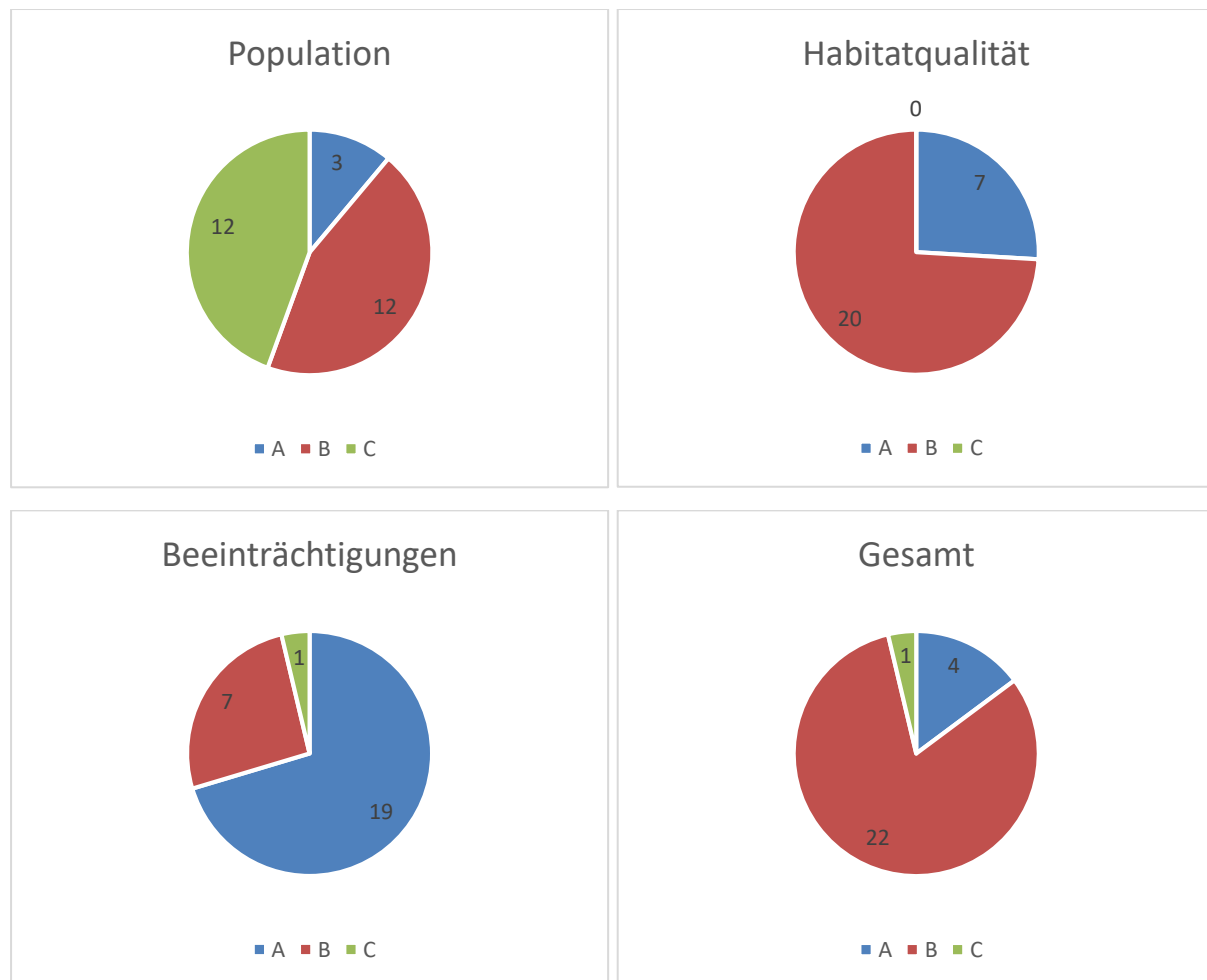 Population
3
12
12
A B C
Habitatqualität
0
7
20
A B C
Beeinträchtigungen
1
7
19
A B C
Gesamt
1
4
22
A B C